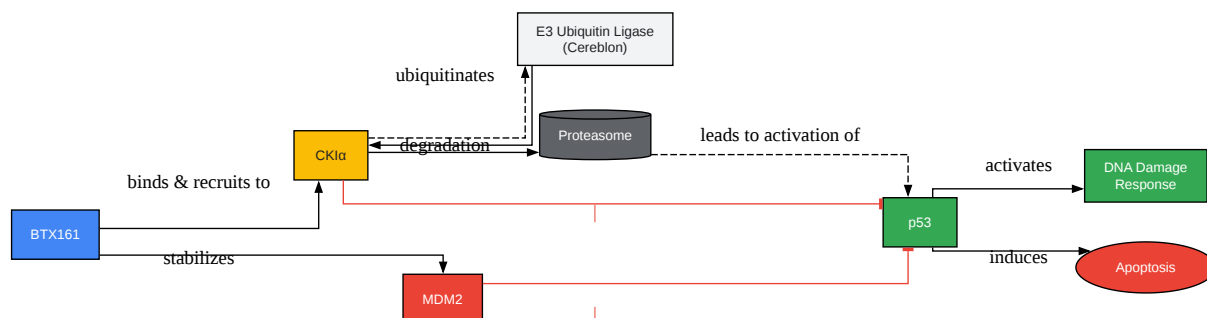 E3 Ubiquitin Ligase
(Cereblon)
ubiquitinates
Proteasome
leads to activation of
CKIα
degradation
activates
DNA Damage
Response
binds & recruits to
BTX161
p53
stabilizes
induces
Apoptosis
MDM2